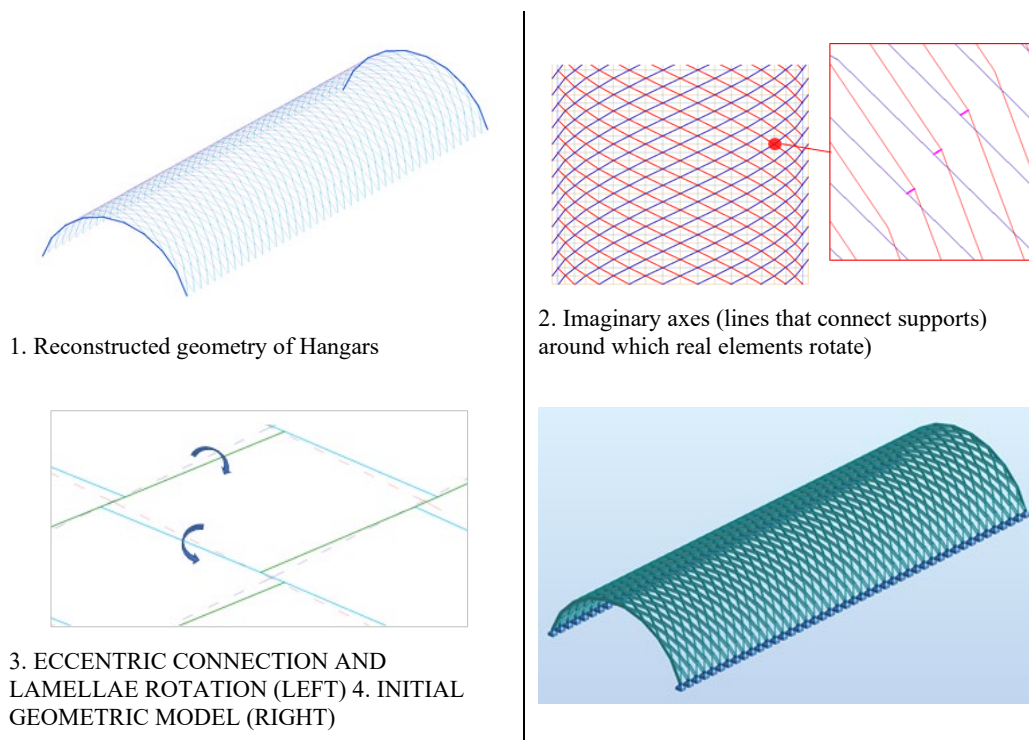 1. Reconstructed geometry of Hangars
2. Imaginary axes (lines that connect supports)
around which real elements rotate)
3. ECCENTRIC CONNECTION AND
LAMELLAE ROTATION (LEFT) 4. INITIAL
GEOMETRIC MODEL (RIGHT)